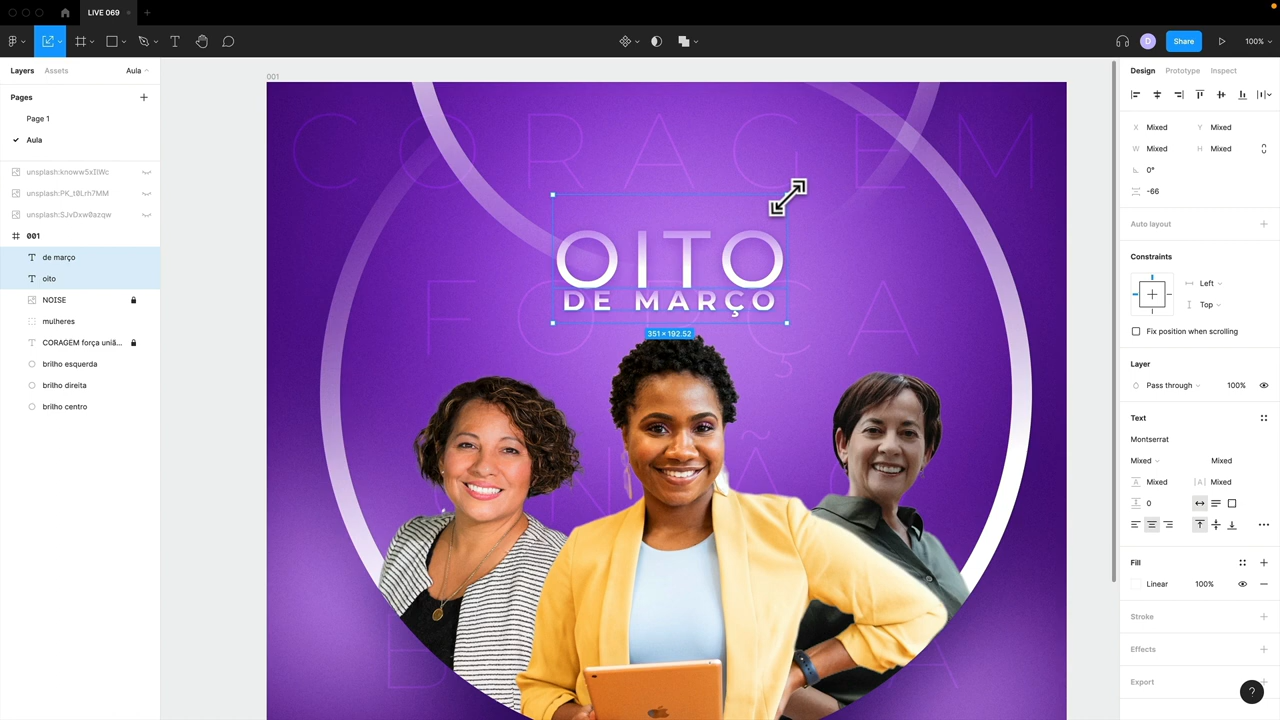 LIVE 069
Share
100%
Layers
Assets
Aula
Pages
Page 1
Aula
unsplash:knoww5xIIWc
unsplash:PK_t0Lrh7MM
unsplash:SJvDxw0azqw
001
de março
oito
NOISE
mulheres
CORAGEM força uniã...
brilho esquerda
brilho direita
brilho centro
001
CORAGEM
OITO
DE MARÇO
351 × 192.52
FORÇA
UNIÃO
Design
Prototype
Inspect
X Mixed
Y Mixed
W Mixed
H Mixed
0°
-66
Auto layout
Constraints
Left
Top
Fix position when scrolling
Layer
Pass through
100%
Text
Montserrat
Mixed
Mixed
Mixed
Mixed
0
Fill
Linear
100%
Stroke
Effects
Export
?
D